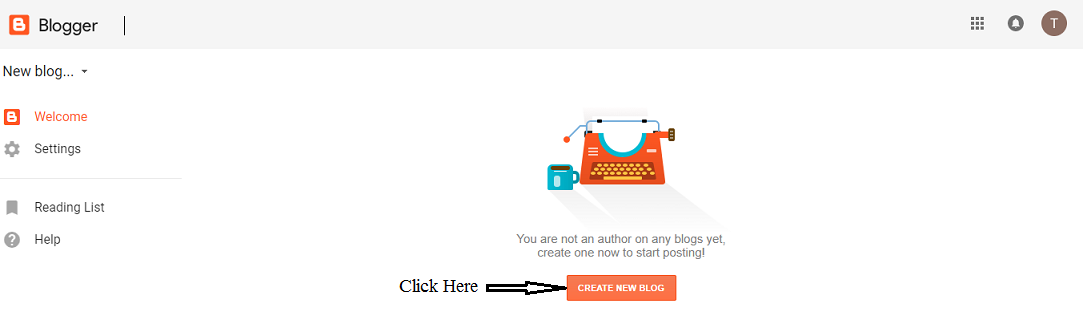 Blogger
T
New blog...
Welcome
Settings
Reading List
Help
You are not an author on any blogs yet,
create one now to start posting!
Click Here
CREATE NEW BLOG